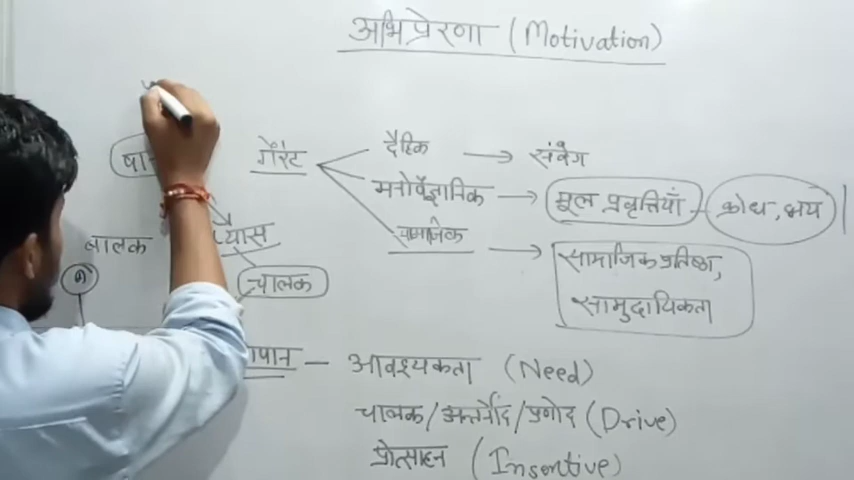 अभिप्रेरणा (Motivation)
गैरेट
दैहिक → संवेग
मनोवैज्ञानिक → मूल प्रवृत्तियाँ - क्रोध, भय
सामाजिक → सामाजिक प्रतिष्ठा,
सामुदायिकता
बालक
प्यास
चालक
आवश्यकता (Need)
चालक/अन्तर्नोद/प्रणोद (Drive)
प्रोत्साहन (Insentive)